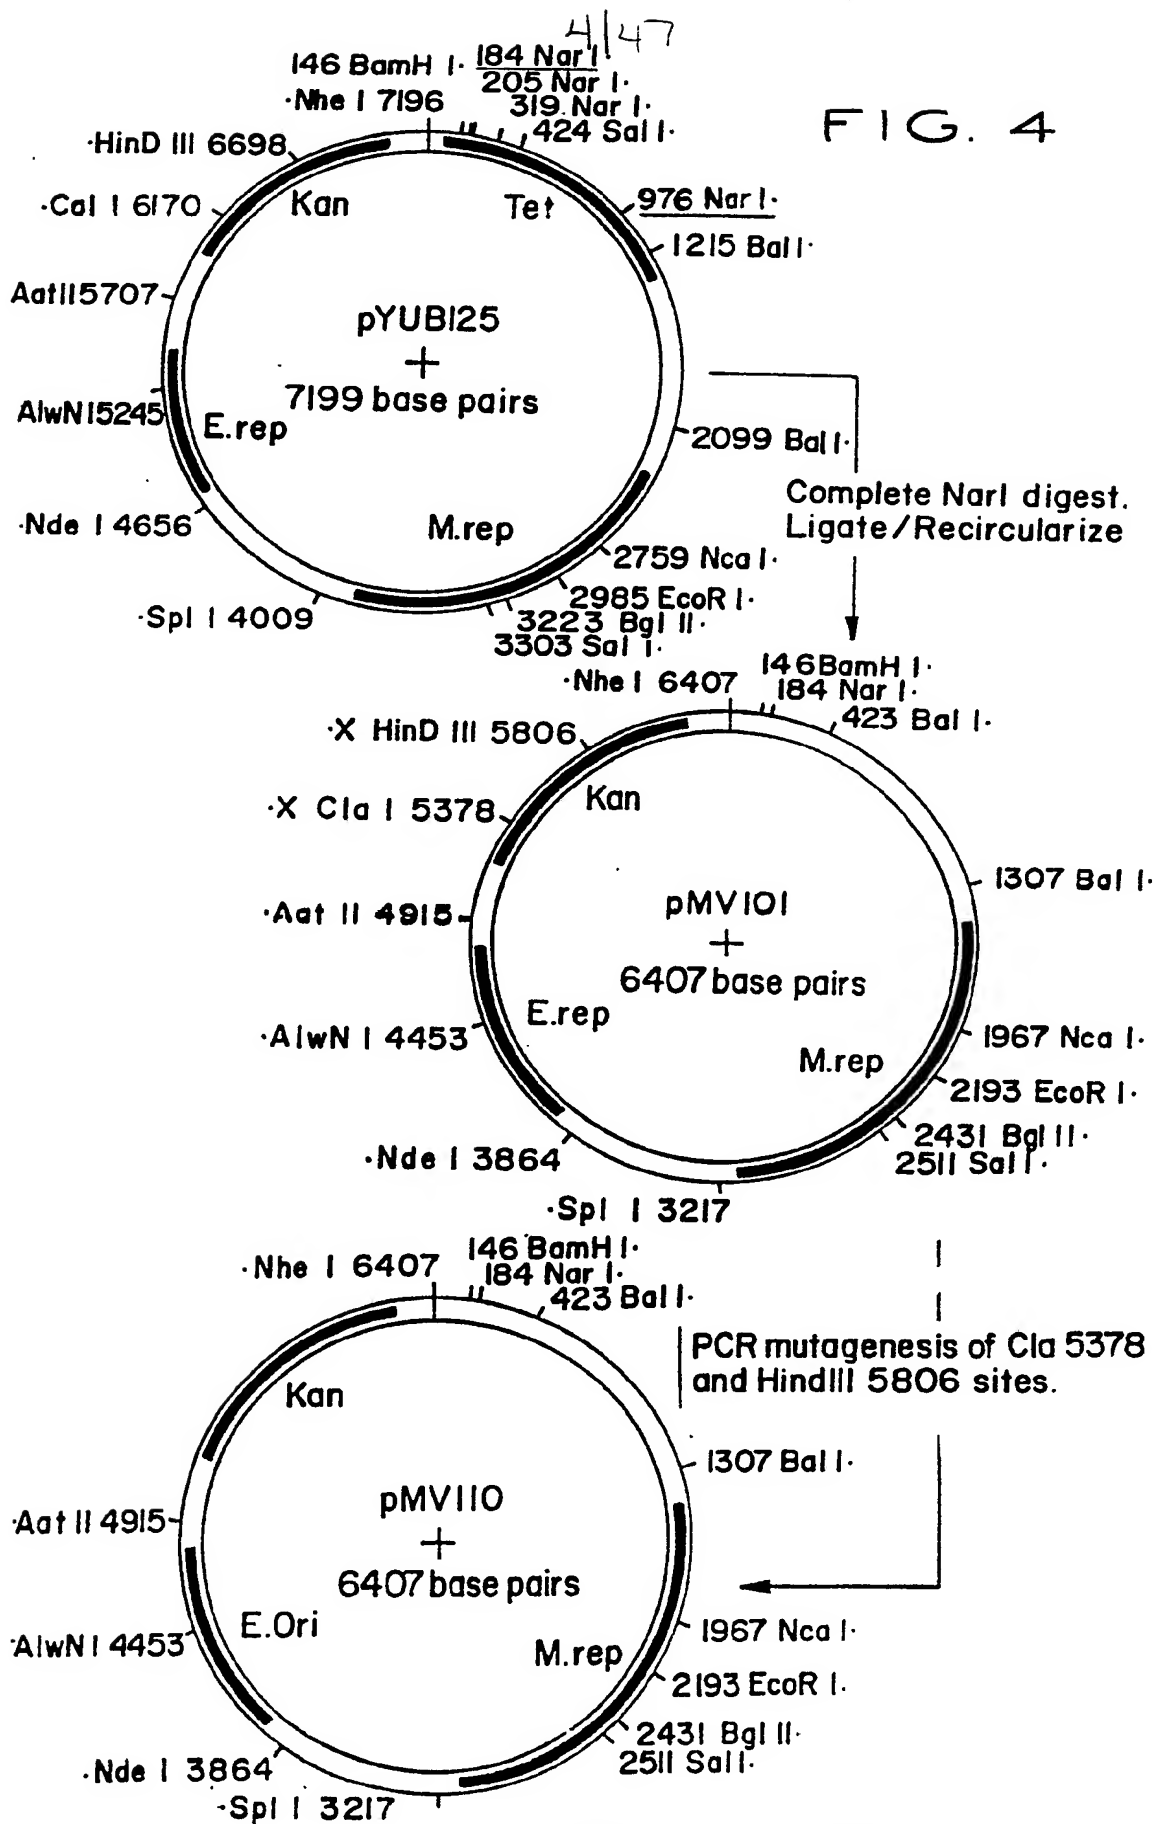 4/47
FIG. 4
146 BamH I· 184 Nar I·
205 Nar I·
·Nhe I 7196
319 Nar I·
424 Sal I·
·HinD III 6698
·Cal I 6170
Kan
Tet
976 Nar I·
1215 Bal I·
Aat II 5707
pYUB125
+
7199 base pairs
AlwN I 5245
E.rep
2099 Bal I·
Complete NarI digest.
Ligate/Recircularize
·Nde I 4656
M.rep
2759 Nca I·
2985 EcoR I·
3223 Bgl II·
3303 Sal I·
·Spl I 4009
·Nhe I 6407
146 BamH I·
184 Nar I·
423 Bal I·
·X HinD III 5806
·X Cla I 5378
Kan
1307 Bal I·
·Aat II 4915
pMV101
+
6407 base pairs
E.rep
·AlwN I 4453
M.rep
1967 Nca I·
2193 EcoR I·
2431 Bgl II·
2511 Sal I·
·Nde I 3864
·Spl I 3217
·Nhe I 6407
146 BamH I·
184 Nar I·
423 Bal I·
PCR mutagenesis of Cla 5378
and HindIII 5806 sites.
Kan
1307 Bal I·
·Aat II 4915
pMV110
+
6407 base pairs
E.Ori
·AlwN I 4453
M.rep
1967 Nca I·
2193 EcoR I·
2431 Bgl II·
2511 Sal I·
·Nde I 3864
·Spl I 3217